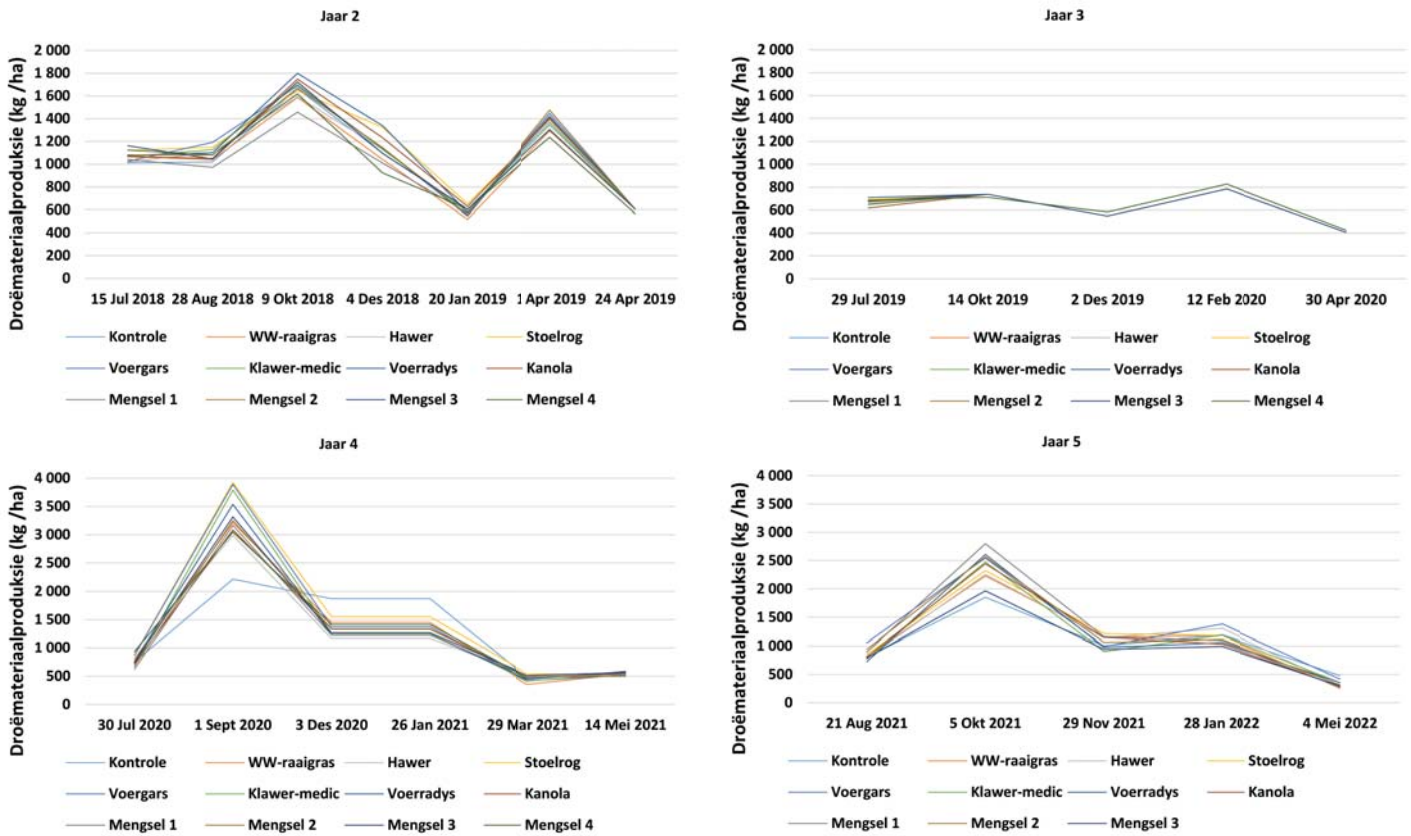 Jaar 2
Droëmateriaalproduksie (kg /ha)
2 000
1 800
1 600
1 400
1 200
1 000
800
600
400
200
0
15 Jul 2018 28 Aug 2018 9 Okt 2018 4 Des 2018 20 Jan 2019 1 Apr 2019 24 Apr 2019
Kontrole WW-raaigras Hawer Stoelrog
Voergars Klawer-medic Voerradys Kanola
Mengsel 1 Mengsel 2 Mengsel 3 Mengsel 4
Jaar 3
Droëmateriaalproduksie (kg /ha)
2 000
1 800
1 600
1 400
1 200
1 000
800
600
400
200
0
29 Jul 2019 14 Okt 2019 2 Des 2019 12 Feb 2020 30 Apr 2020
Kontrole WW-raaigras Hawer Stoelrog
Voergars Klawer-medic Voerradys Kanola
Mengsel 1 Mengsel 2 Mengsel 3 Mengsel 4
Jaar 4
Droëmateriaalproduksie (kg /ha)
4 000
3 500
3 000
2 500
2 000
1 500
1 000
500
0
30 Jul 2020 1 Sept 2020 3 Des 2020 26 Jan 2021 29 Mar 2021 14 Mei 2021
Kontrole WW-raaigras Hawer Stoelrog
Voergars Klawer-medic Voerradys Kanola
Mengsel 1 Mengsel 2 Mengsel 3 Mengsel 4
Jaar 5
Droëmateriaalproduksie (kg /ha)
4 000
3 500
3 000
2 500
2 000
1 500
1 000
500
0
21 Aug 2021 5 Okt 2021 29 Nov 2021 28 Jan 2022 4 Mei 2022
Kontrole WW-raaigras Hawer Stoelrog
Voergars Klawer-medic Voerradys Kanola
Mengsel 1 Mengsel 2 Mengsel 3